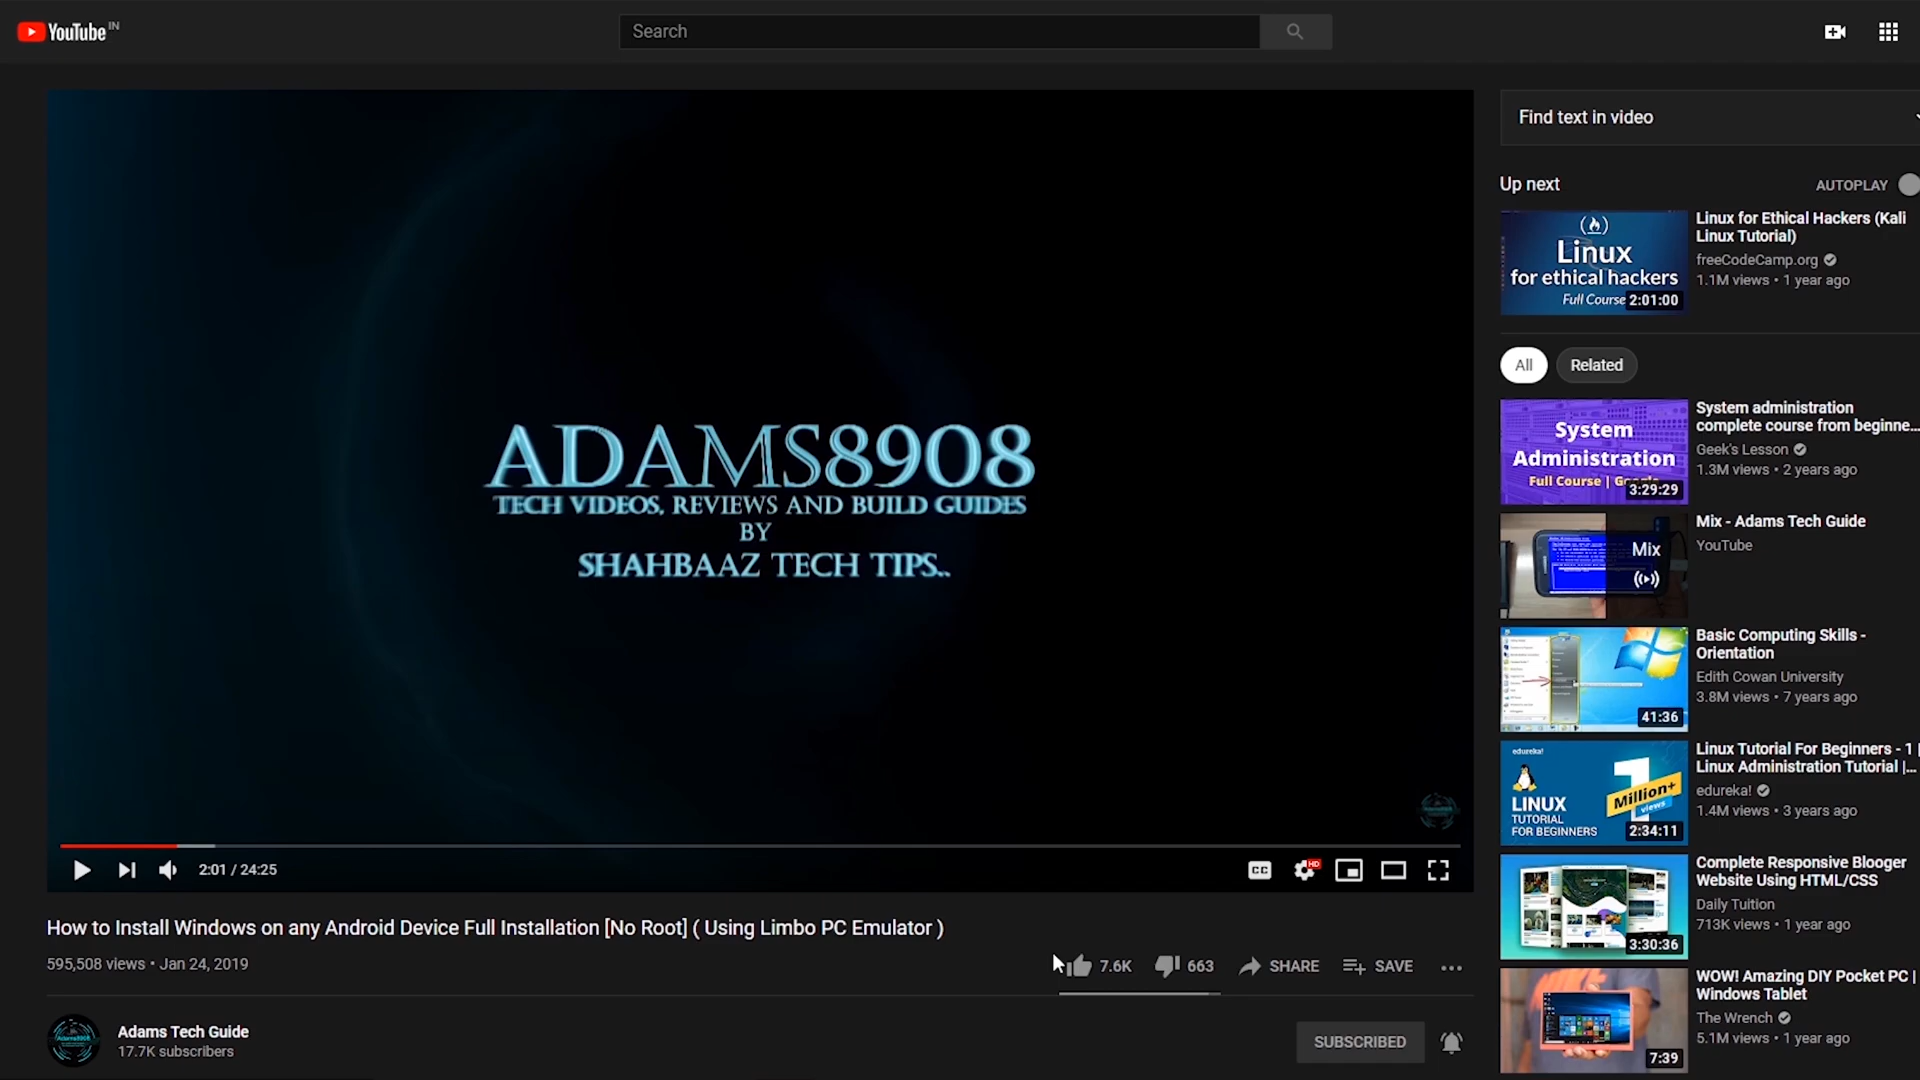 YouTube IN
Search
ADAMS8908
TECH VIDEOS, REVIEWS AND BUILD GUIDES
BY
SHAHBAAZ TECH TIPS..
2:01 / 24:25
CC
HD
How to Install Windows on any Android Device Full Installation [No Root] ( Using Limbo PC Emulator )
595,508 views • Jan 24, 2019
7.6K
663
SHARE
SAVE
Adams8908
Adams Tech Guide
17.7K subscribers
SUBSCRIBED
Find text in video
Up next
AUTOPLAY
Linux
for ethical hackers
Full Course
2:01:00
Linux for Ethical Hackers (Kali
Linux Tutorial)
freeCodeCamp.org
1.1M views • 1 year ago
All
Related
System
Administration
Full Course |
3:29:29
System administration
complete course from beginne...
Geek's Lesson
1.3M views • 2 years ago
Mix
Mix - Adams Tech Guide
YouTube
41:36
Basic Computing Skills -
Orientation
Edith Cowan University
3.8M views • 7 years ago
edureka!
1
Million+
views
LINUX
TUTORIAL
FOR BEGINNERS
2:34:11
Linux Tutorial For Beginners - 1 |
Linux Administration Tutorial |...
edureka!
1.4M views • 3 years ago
3:30:36
Complete Responsive Blooger
Website Using HTML/CSS
Daily Tuition
713K views • 1 year ago
7:39
WOW! Amazing DIY Pocket PC |
Windows Tablet
The Wrench
5.1M views • 1 year ago